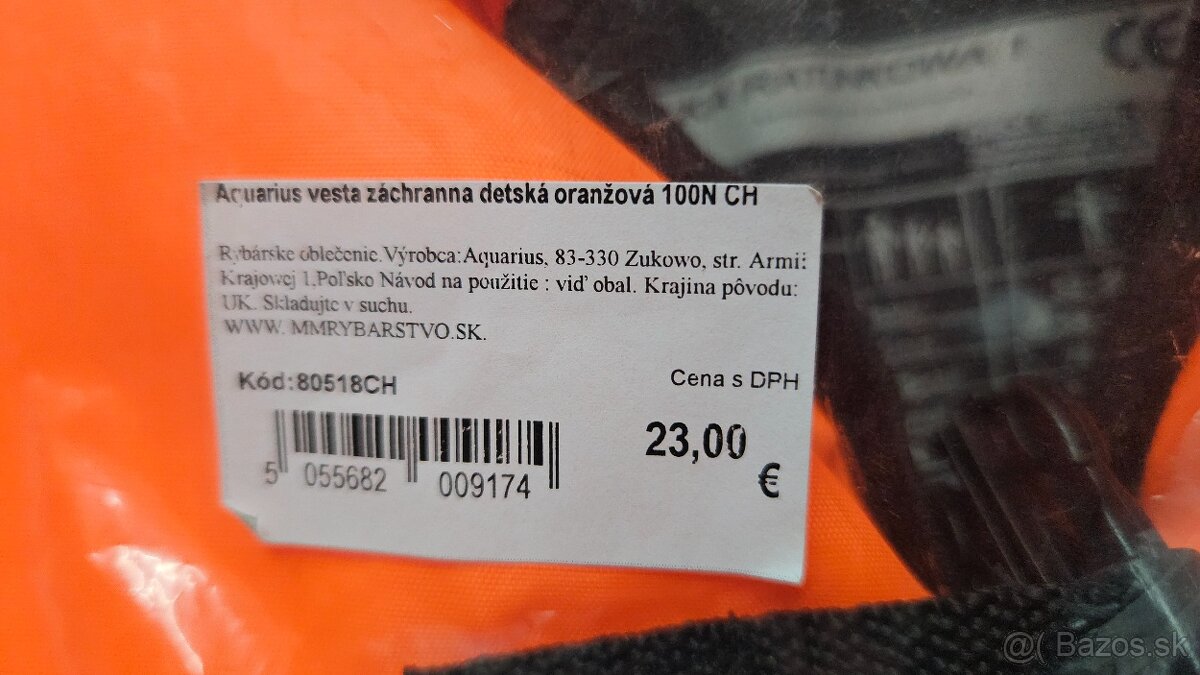 CE
Aquarius vesta záchranna detská oranžová 100N CH
Rybárske oblečenie.Výrobca:Aquarius, 83-330 Zukowo, str. Armii
Krajowej 1.Poľsko Návod na použitie : viď obal. Krajina pôvodu:
UK. Skladujte v suchu.
WWW. MMRYBARSTVO.SK.
Kód:80518CH
Cena s DPH
23,00
€
5 055682 009174
@( Bazos.sk